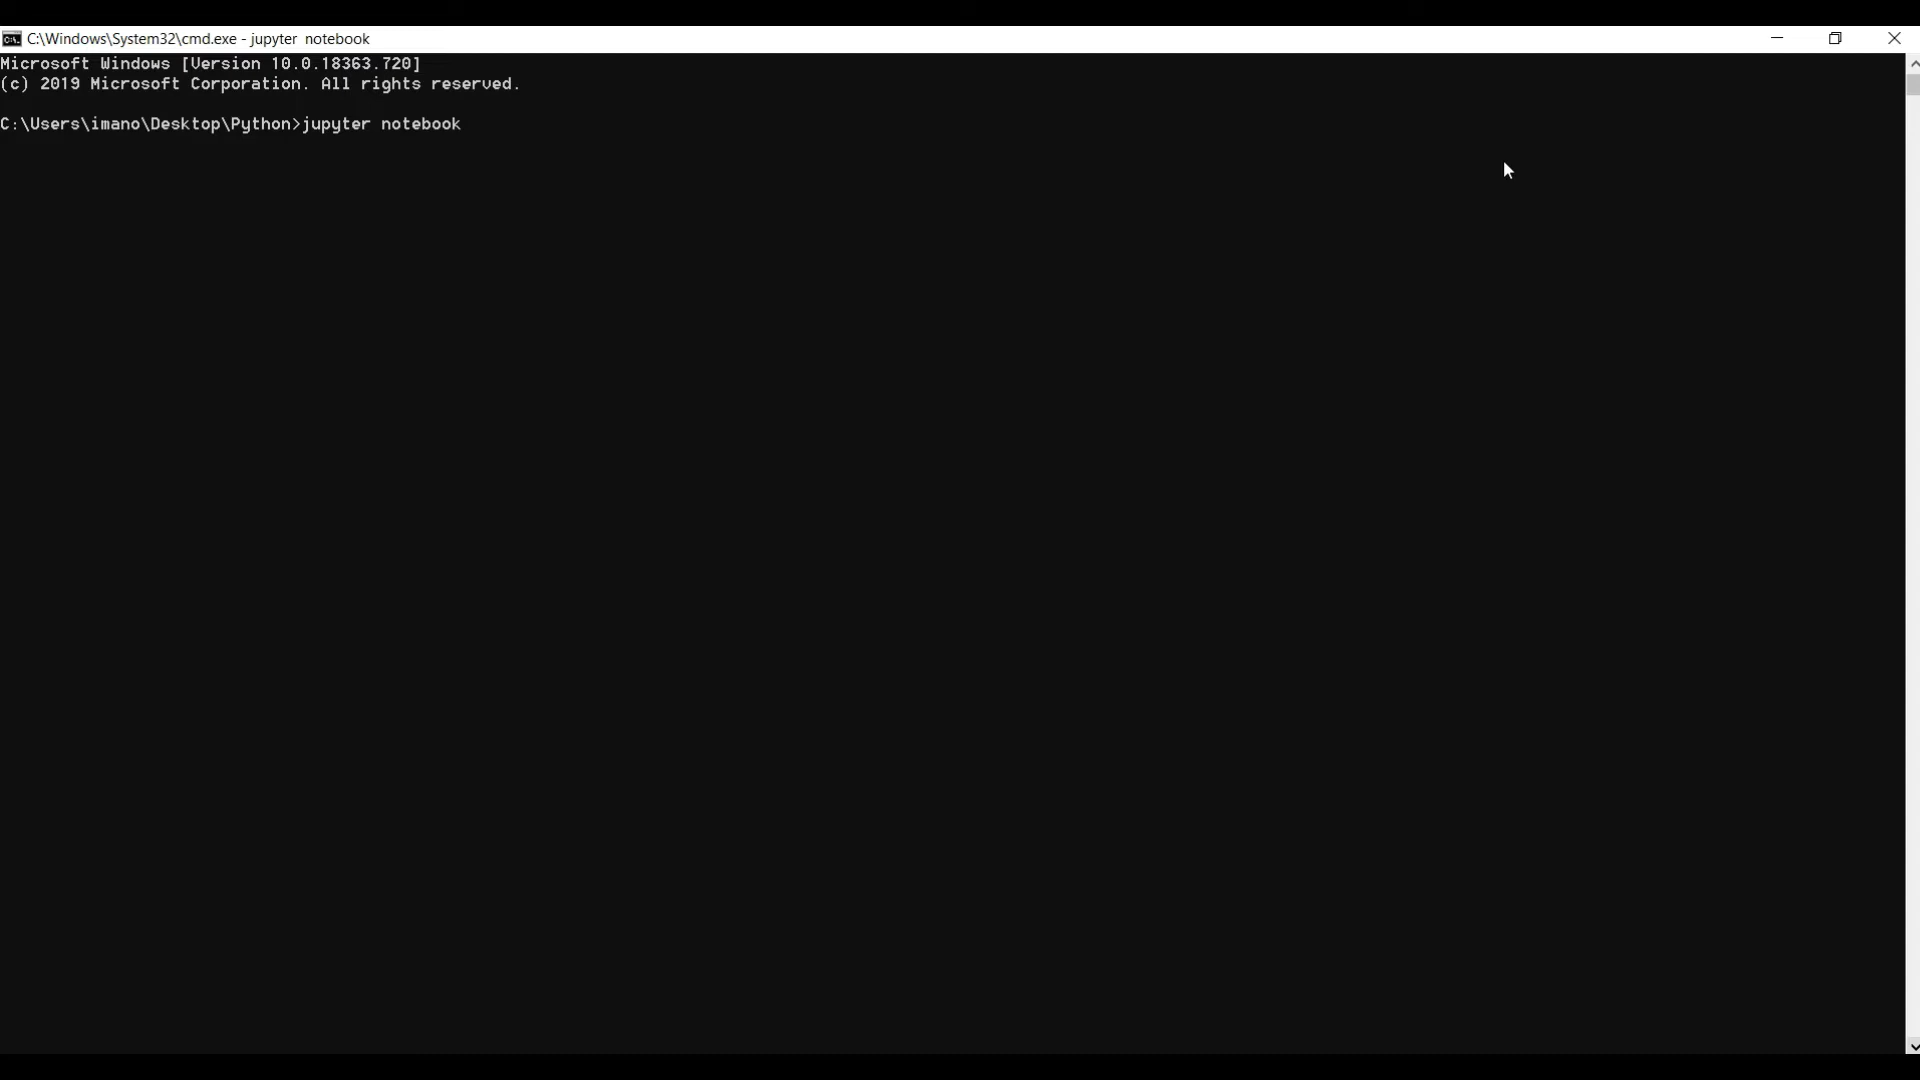 C:\Windows\System32\cmd.exe - jupyter  notebook
Microsoft Windows [Version 10.0.18363.720]
(c) 2019 Microsoft Corporation. All rights reserved.
C:\Users\imano\Desktop\Python>jupyter notebook